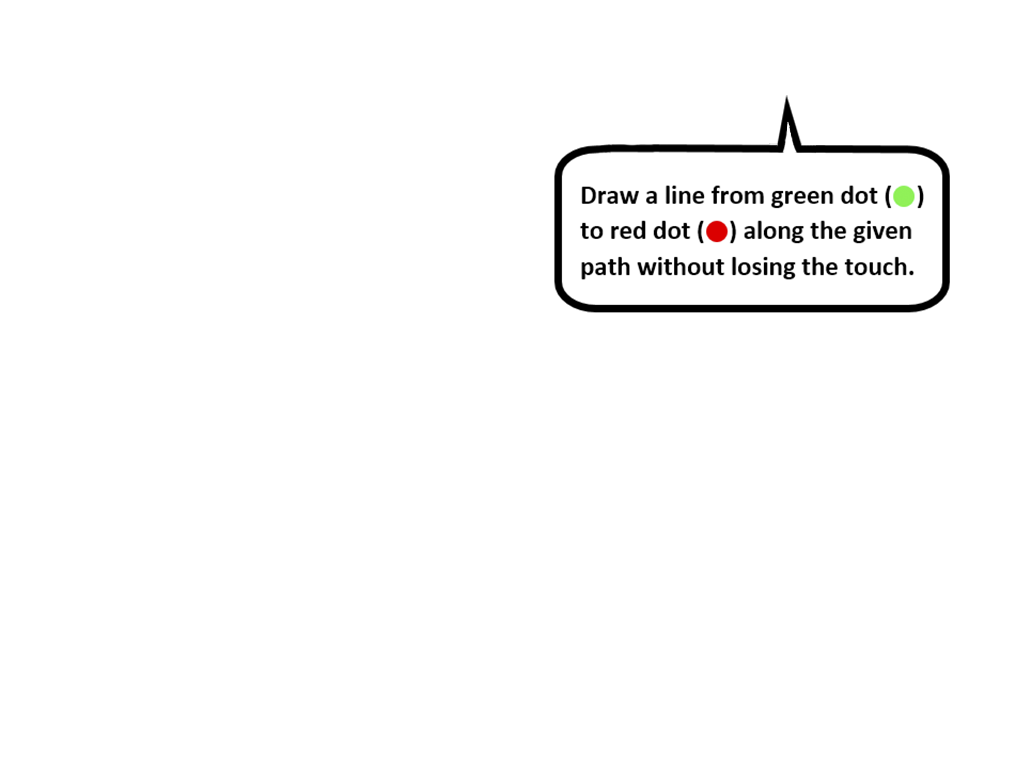 Draw a line from green dot (●)
to red dot (●) along the given
path without losing the touch.